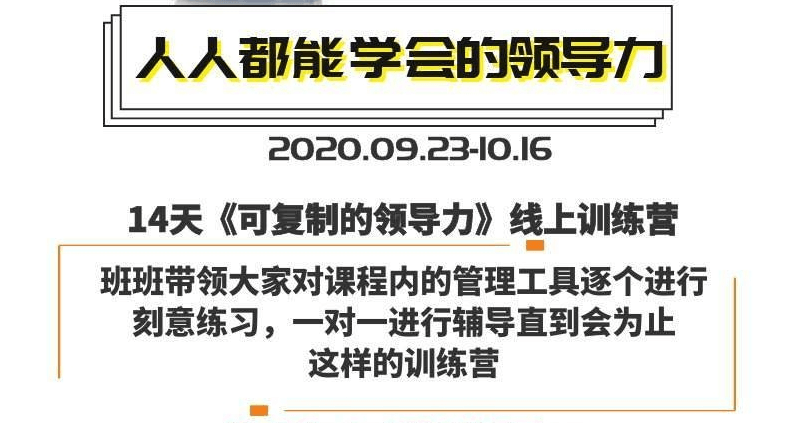 人人都能学会的领导力
2020.09.23-10.16
14天《可复制的领导力》线上训练营
班班带领大家对课程内的管理工具逐个进行
刻意练习，一对一进行辅导直到会为止
这样的训练营